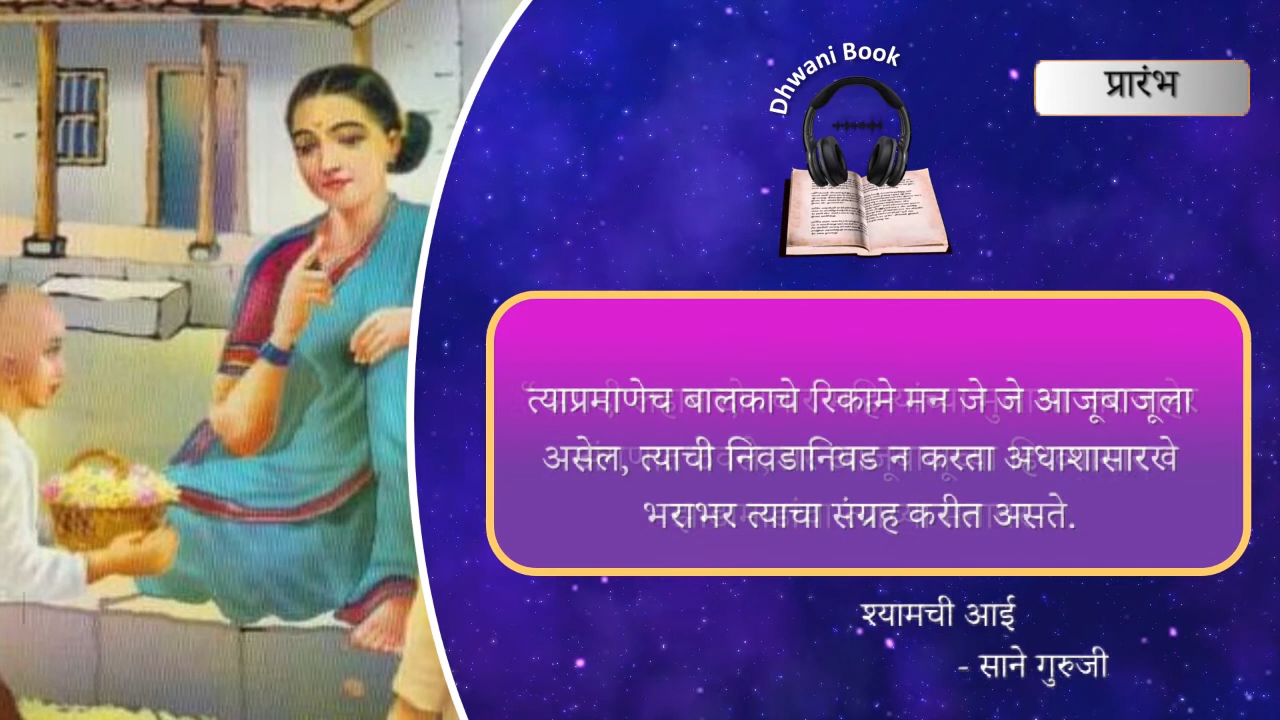 Dhwani Book
प्रारंभ
त्याप्रमाणेच बालकाचे रिकामे मन जे जे आजूबाजूला
असेल, त्याची निवडानिवड न करता अधाशासारखे
भराभर त्याचा संग्रह करीत असते.
श्यामची आई
- साने गुरुजी